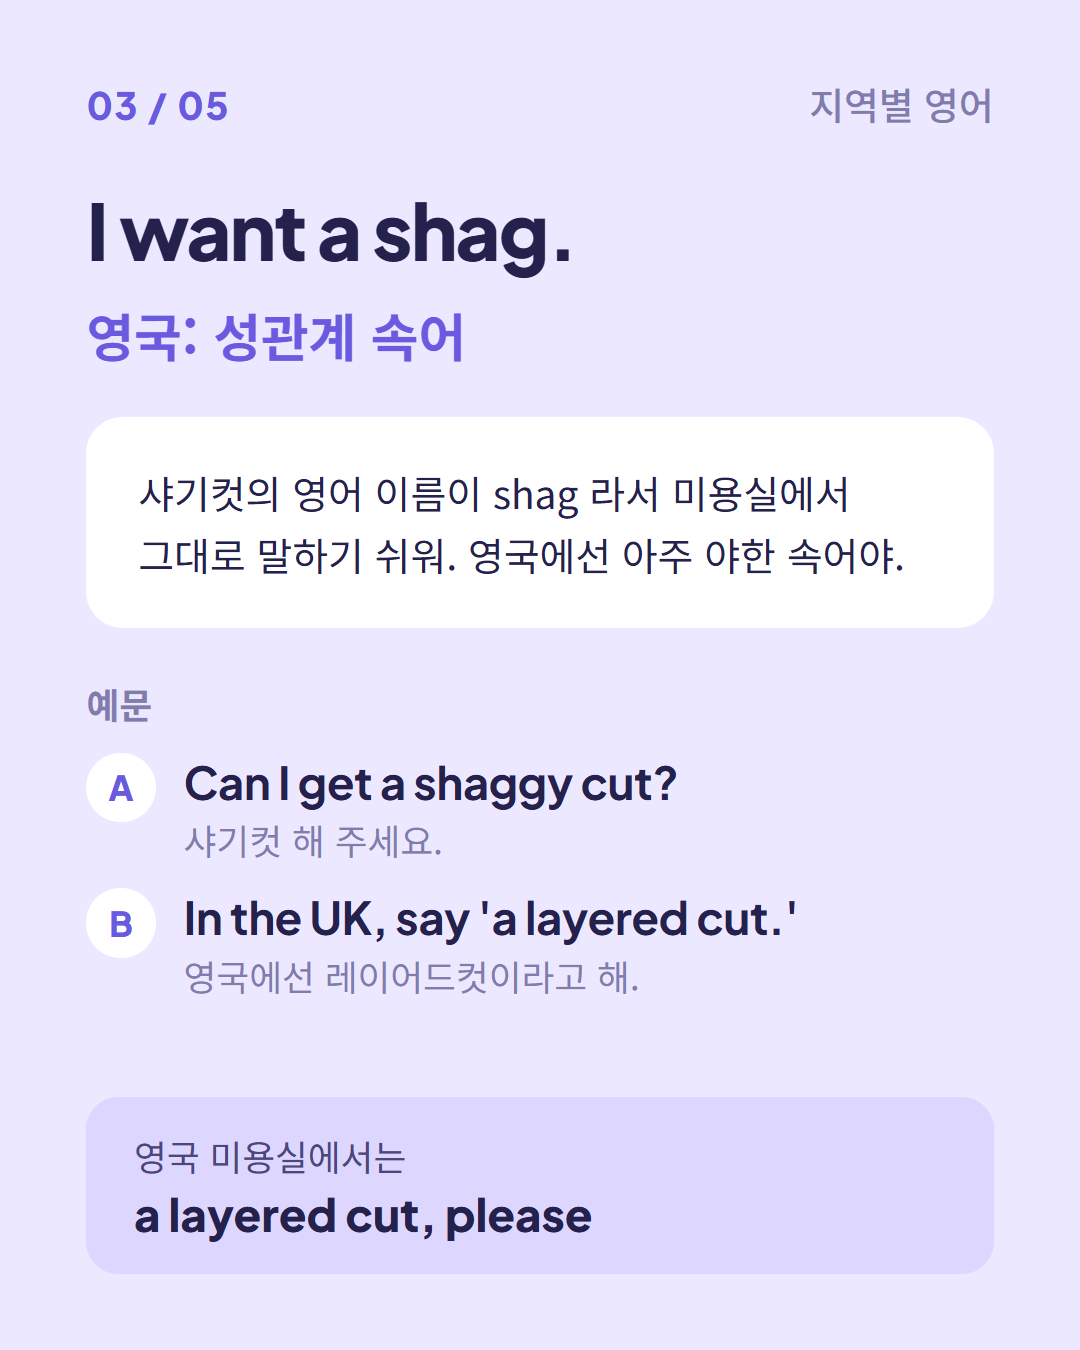 03 / 05
지역별 영어
I want a shag.
영국: 성관계 속어
샤기컷의 영어 이름이 shag 라서 미용실에서
그대로 말하기 쉬워. 영국에선 아주 야한 속어야.
예문
A
Can I get a shaggy cut?
샤기컷 해 주세요.
B
In the UK, say 'a layered cut.'
영국에선 레이어드컷이라고 해.
영국 미용실에서는
a layered cut, please